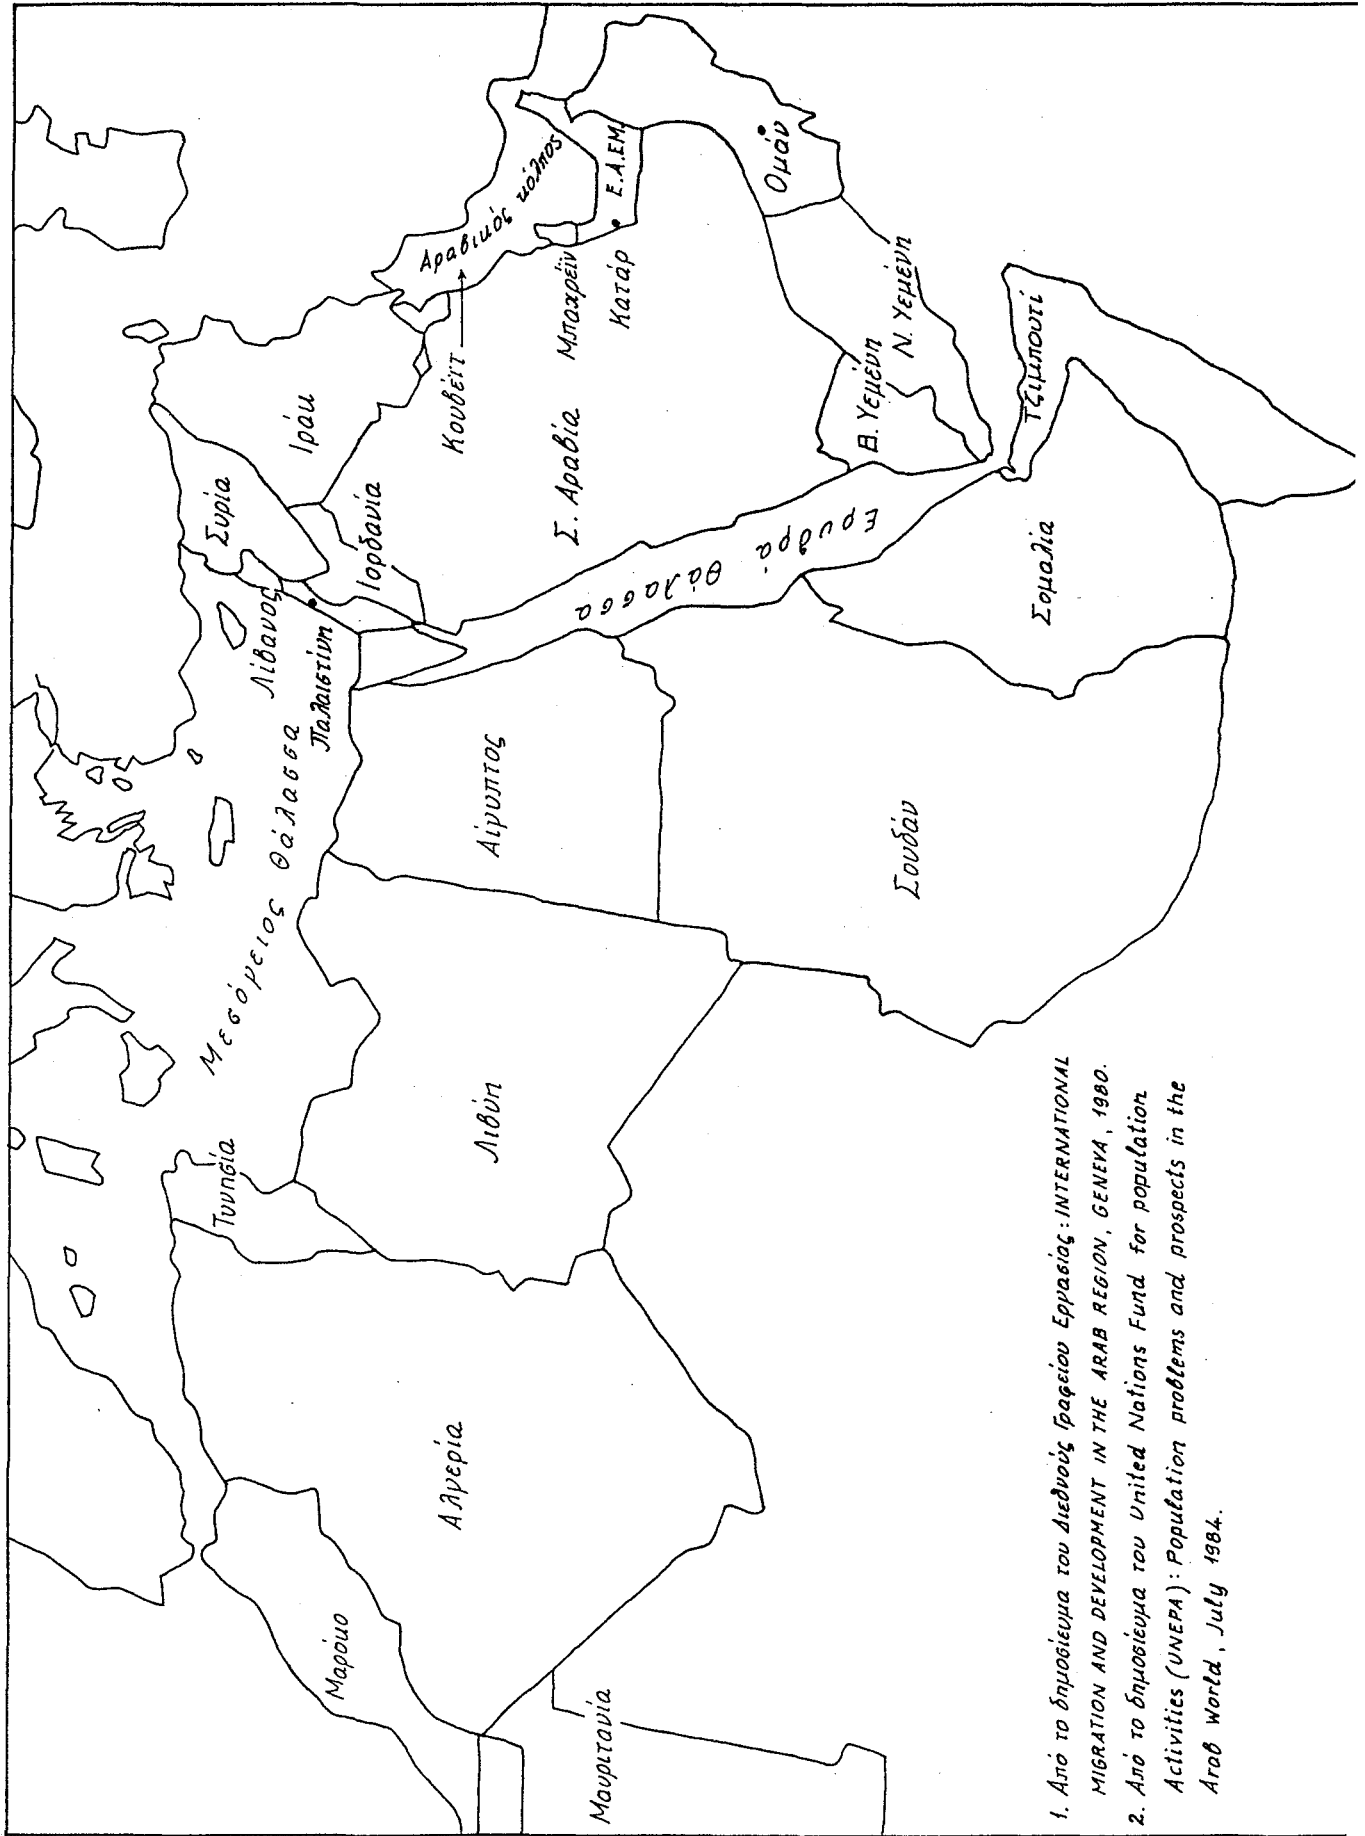 Μεσόγειος Θάλασσα
Ερυθρά Θάλασσα
Αραβικός κόλπος
Μαρόκο
Μαυριτανία
Αλγερία
Τυνησία
Λιβύη
Αίγυπτος
Σουδάν
Σομαλία
Τζιμπουτί
Παλαιστίνη
Λίβανος
Συρία
Ιορδανία
Ιράκ
Κουβέιτ
Σ. Αραβία
Μπαχρέϊν
Κατάρ
Ε.Α.ΕΜ.
Ομάν
Β. Υεμένη
Ν. Υεμένη
1. Από το δημοσίευμα του Διεθνούς Γραφείου Εργασίας: INTERNATIONAL
MIGRATION AND DEVELOPMENT IN THE ARAB REGION, GENEVA, 1980.
2. Από το δημοσίευμα του United Nations Fund for population
Activities (UNEPA): Population problems and prospects in the
Arab World, July 1984.